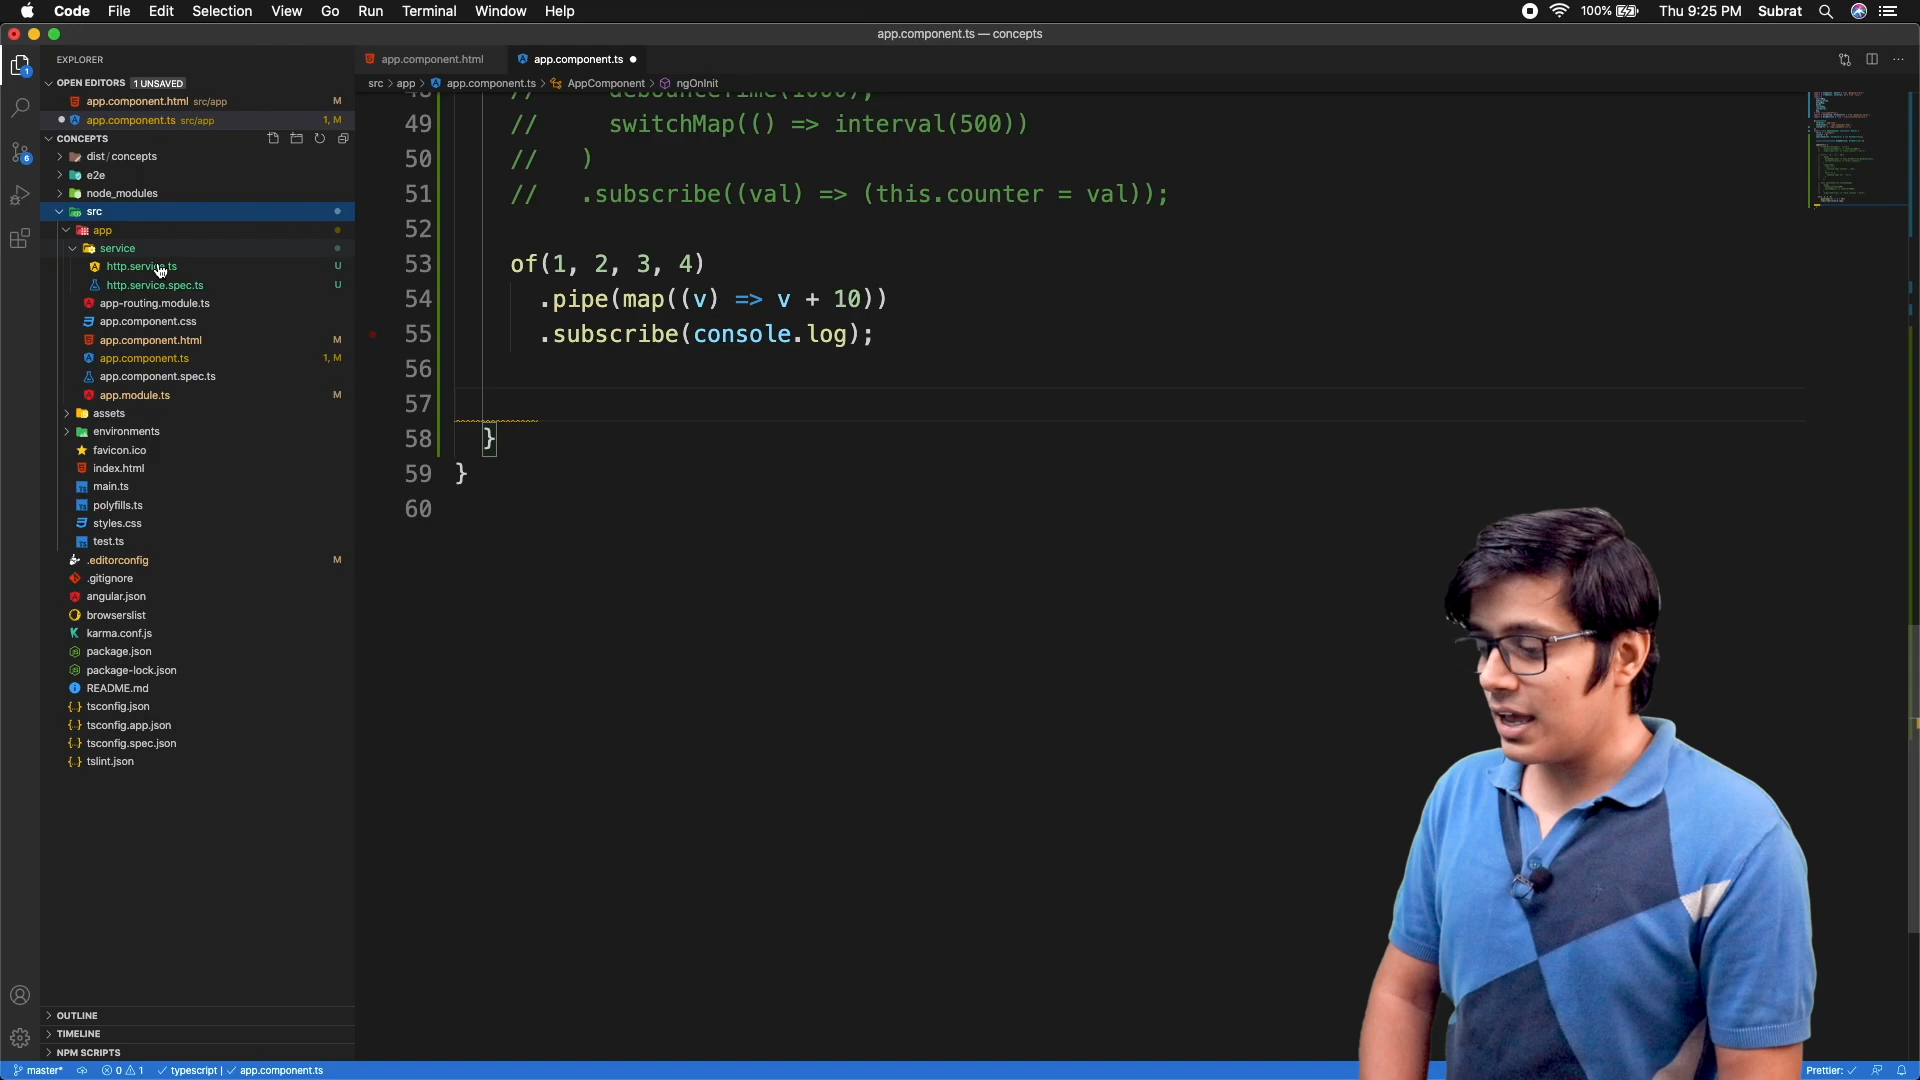 Code File Edit Selection View Go Run Terminal Window Help
100% Thu 9:25 PM Subrat
app.component.ts — concepts
EXPLORER
OPEN EDITORS 1 UNSAVED
app.component.html src/app M
app.component.ts src/app 1, M
CONCEPTS
dist/concepts
e2e
node_modules
src
app
service
http.service.ts U
http.service.spec.ts U
app-routing.module.ts
app.component.css
app.component.html M
app.component.ts 1, M
app.component.spec.ts
app.module.ts M
assets
environments
favicon.ico
index.html
main.ts
polyfills.ts
styles.css
test.ts
.editorconfig M
.gitignore
angular.json
browserslist
karma.conf.js
package.json
package-lock.json
README.md
tsconfig.json
tsconfig.app.json
tsconfig.spec.json
tslint.json
OUTLINE
TIMELINE
NPM SCRIPTS
app.component.html
app.component.ts
src > app > app.component.ts > AppComponent > ngOnInit
48 // debounceTime(1000),
49 // switchMap(() => interval(500))
50 // )
51 // .subscribe((val) => (this.counter = val));
52
53 of(1, 2, 3, 4)
54 .pipe(map((v) => v + 10))
55 .subscribe(console.log);
56
57
58 }
59 }
60
master* 0 1 typescript | app.component.ts
Prettier: